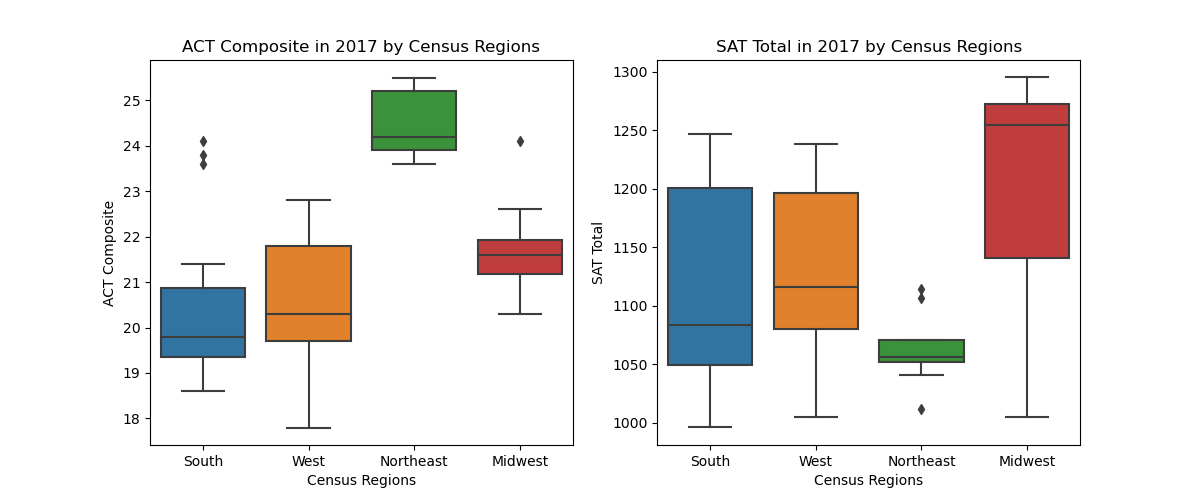 ACT Composite in 2017 by Census Regions
ACT Composite
25
24
23
22
21
20
19
18
South West Northeast Midwest
Census Regions
SAT Total in 2017 by Census Regions
SAT Total
1300
1250
1200
1150
1100
1050
1000
South West Northeast Midwest
Census Regions